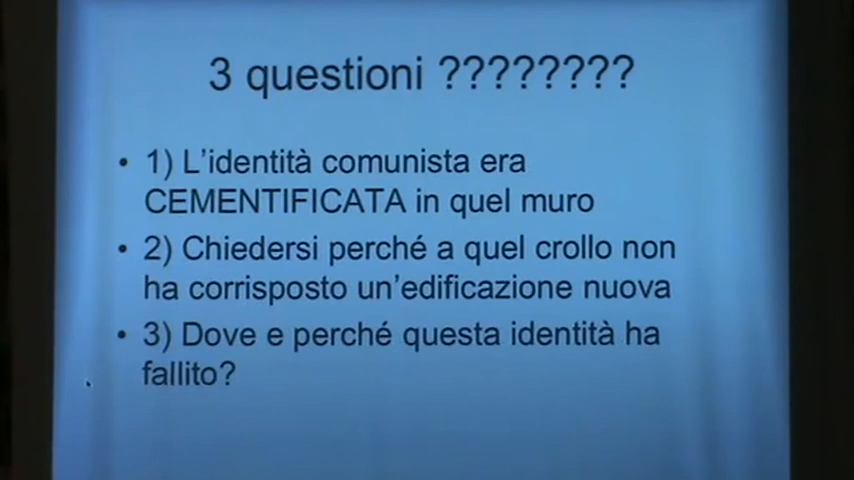 3 questioni ????????
• 1) L'identità comunista era
CEMENTIFICATA in quel muro
• 2) Chiedersi perché a quel crollo non
ha corrisposto un'edificazione nuova
• 3) Dove e perché questa identità ha
fallito?